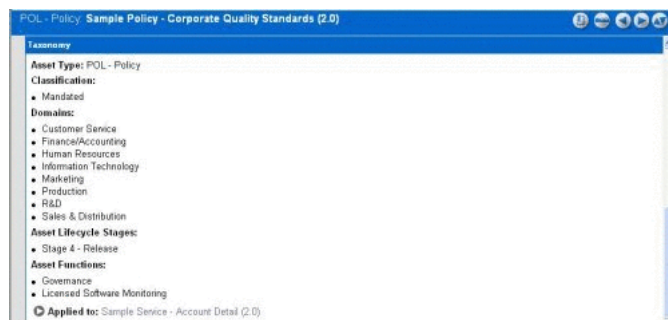 POL - Policy: Sample Policy - Corporate Quality Standards (2.0)
Taxonomy
Asset Type: POL - Policy
Classification:
• Mandated
Domains:
• Customer Service
• Finance/Accounting
• Human Resources
• Information Technology
• Marketing
• Production
• R&D
• Sales & Distribution
Asset Lifecycle Stages:
• Stage 4 - Release
Asset Functions:
• Governance
• Licensed Software Monitoring
Applied to: Sample Service - Account Detail (2.0)